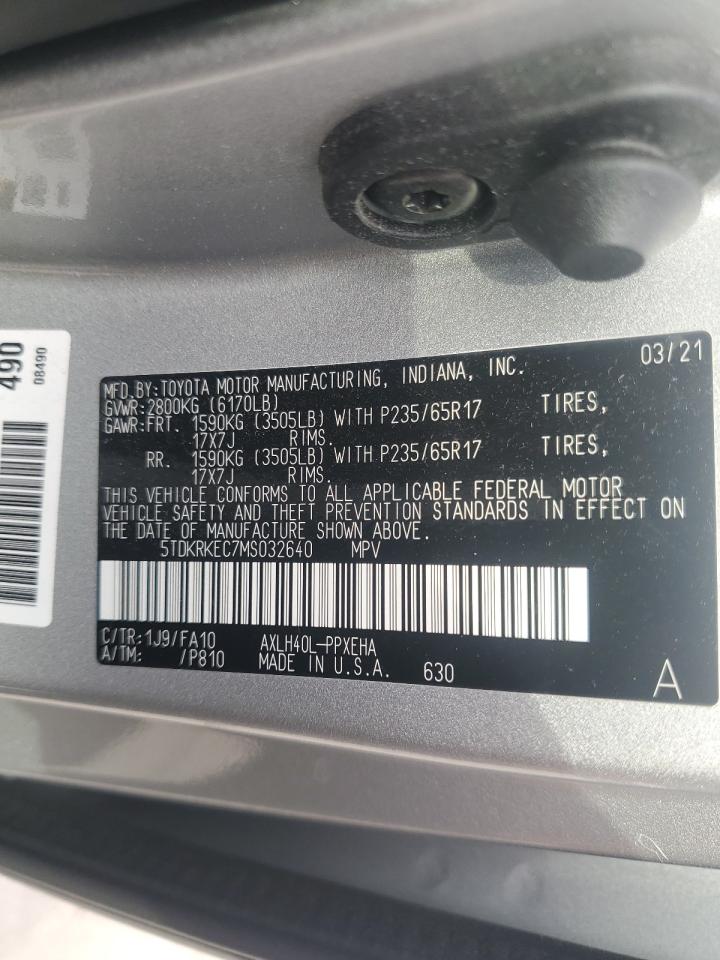 490
08490
03/21
MFD.BY:TOYOTA MOTOR MANUFACTURING, INDIANA, INC.
GVWR:2800KG (6170LB)
GAWR:FRT. 1590KG (3505LB) WITH P235/65R17 TIRES,
17X7J RIMS.
RR. 1590KG (3505LB) WITH P235/65R17 TIRES,
17X7J RIMS.
THIS VEHICLE CONFORMS TO ALL APPLICABLE FEDERAL MOTOR
VEHICLE SAFETY AND THEFT PREVENTION STANDARDS IN EFFECT ON
THE DATE OF MANUFACTURE SHOWN ABOVE.
5TDKRKEC7MS032640 MPV
C/TR:1J9/FA10 AXLH40L-PPXEHA
A/TM: /P810 MADE IN U.S.A. 630
A